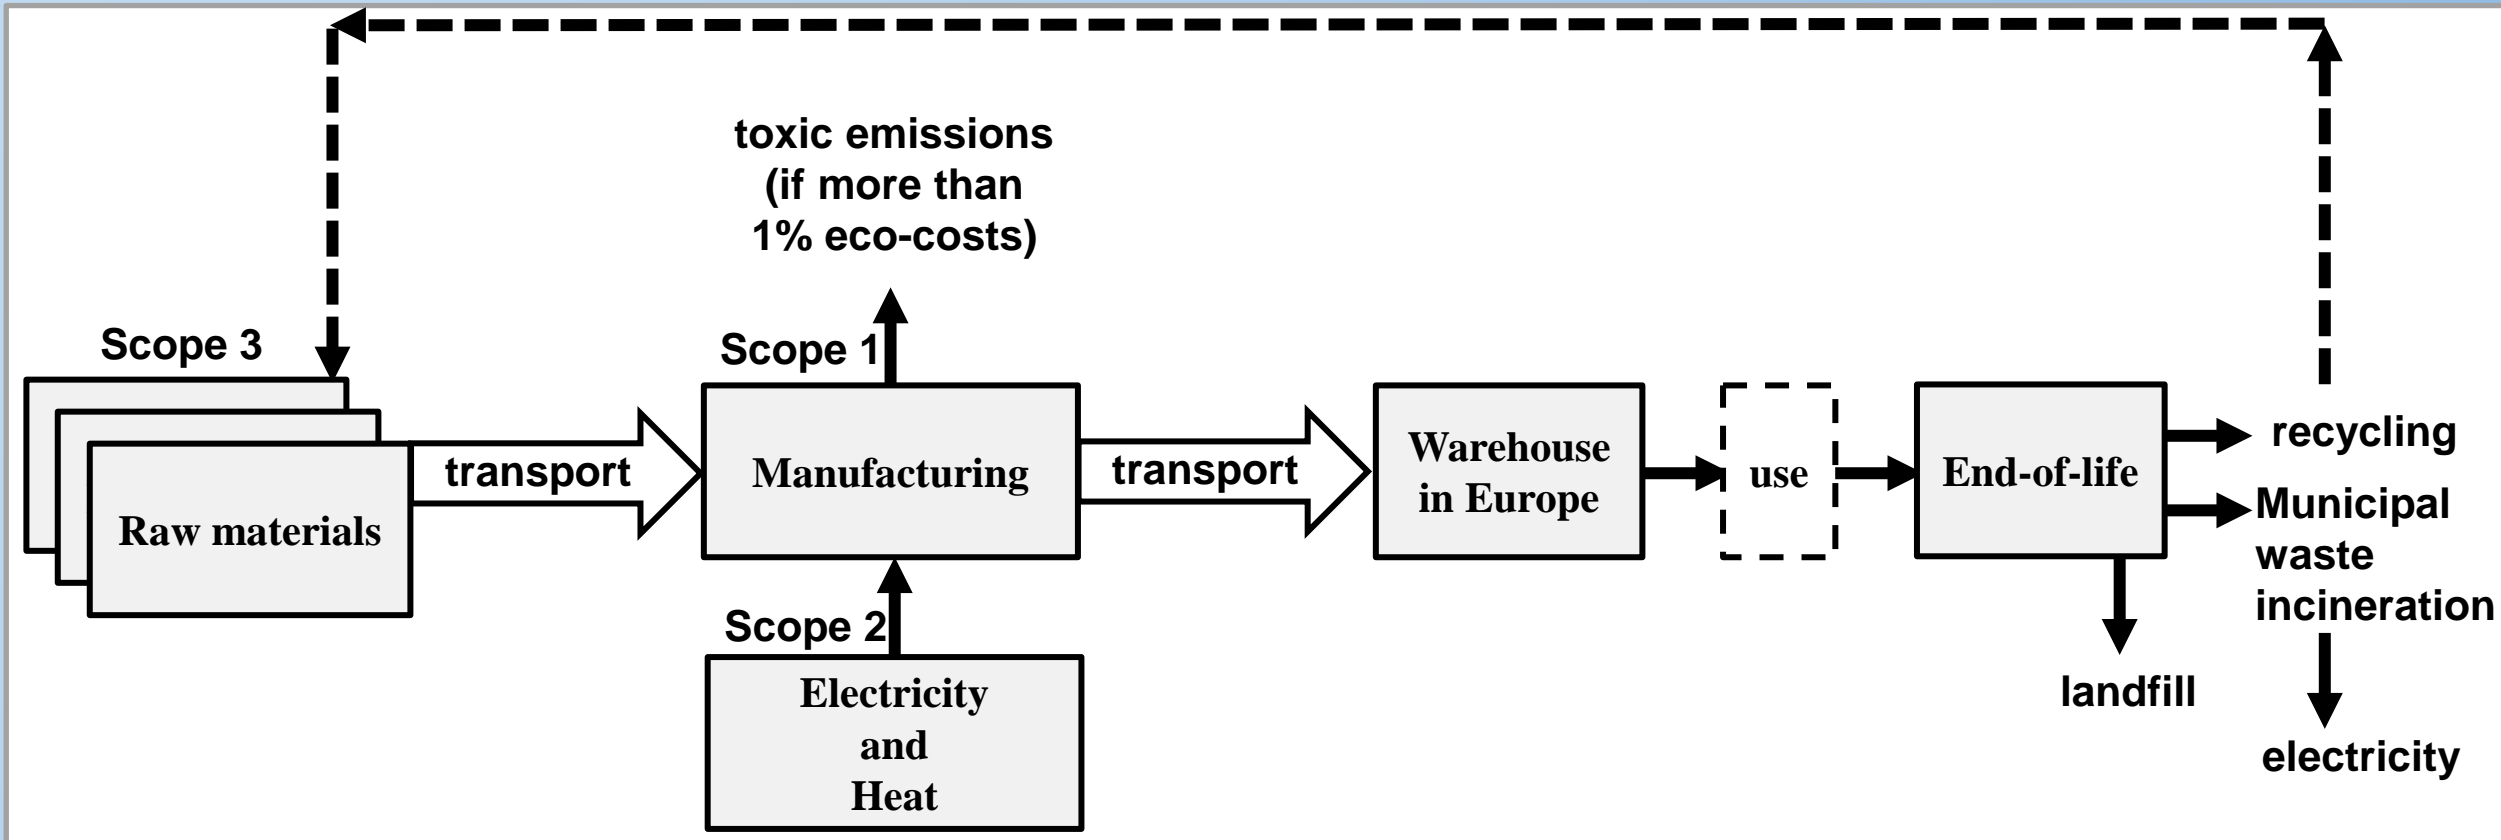 toxic emissions
(if more than
1% eco-costs)
Scope 3
Scope 1
Raw materials
transport
Manufacturing
transport
Warehouse
in Europe
use
End-of-life
recycling
Municipal
waste
incineration
Scope 2
Electricity
and
Heat
landfill
electricity